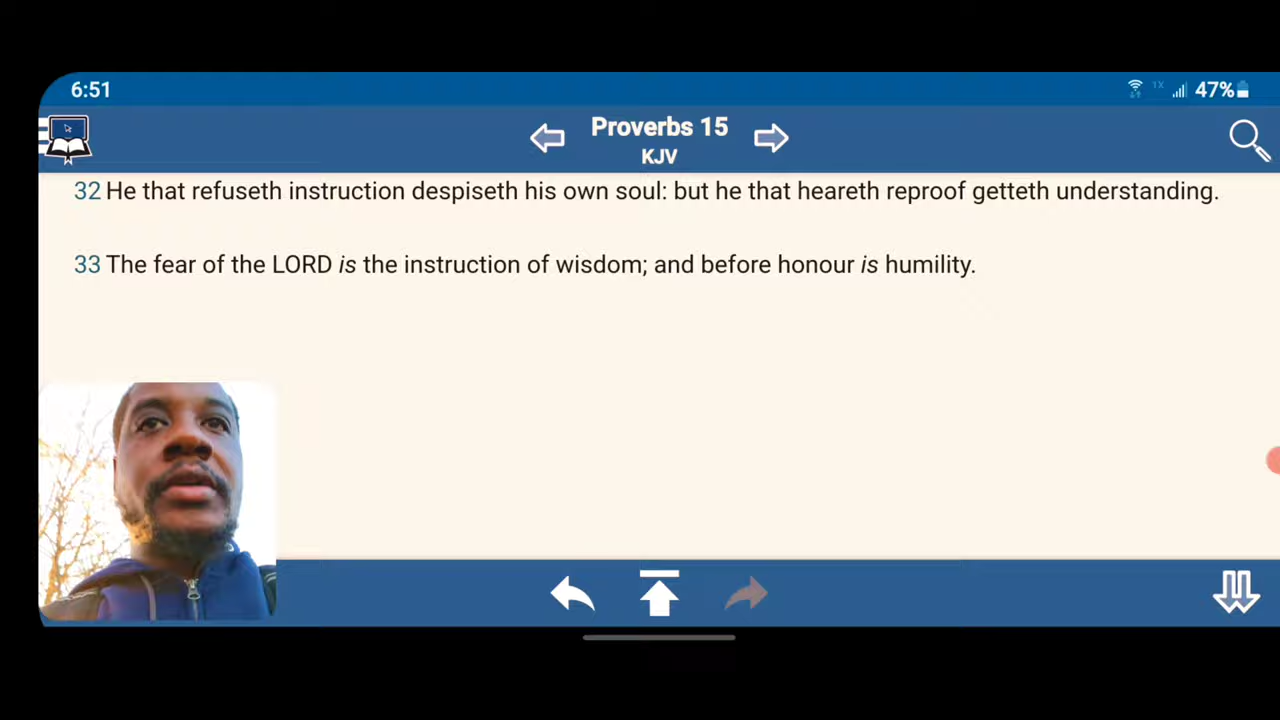 6:51
1X
47%
Proverbs 15
KJV
32 He that refuseth instruction despiseth his own soul: but he that heareth reproof getteth understanding.
33 The fear of the LORD is the instruction of wisdom; and before honour is humility.